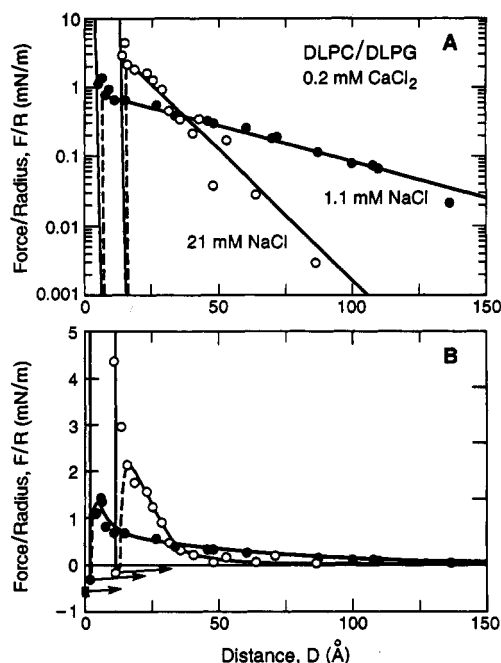 A
DLPC/DLPG
0.2 mM CaCl₂
Force/Radius, F/R (mN/m)
10
1
0.1
0.01
0.001
1.1 mM NaCl
21 mM NaCl
0
50
100
150
B
Force/Radius, F/R (mN/m)
5
4
3
2
1
0
−1
0
50
100
150
Distance, D (Å)